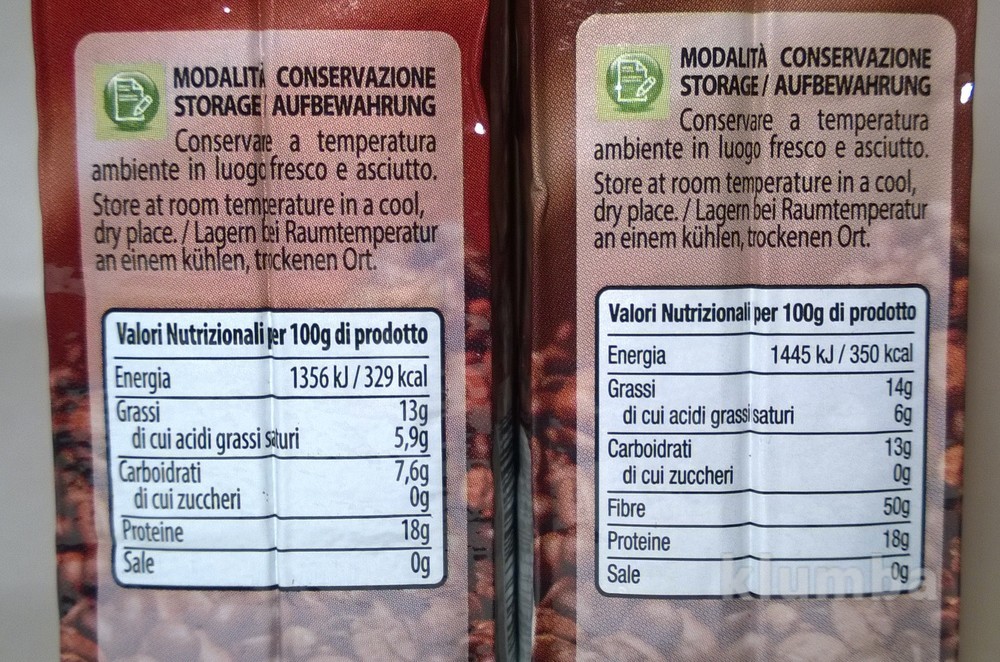 MODALITÀ CONSERVAZIONE
STORAGE / AUFBEWAHRUNG
Conservare a temperatura
ambiente in luogo fresco e asciutto.
Store at room temperature in a cool,
dry place. / Lagern bei Raumtemperatur
an einem kühlen, trockenen Ort.
Valori Nutrizionali per 100g di prodotto
Energia 1356 kJ / 329 kcal
Grassi 13g
di cui acidi grassi saturi 5,9g
Carboidrati 7,6g
di cui zuccheri 0g
Proteine 18g
Sale 0g
MODALITÀ CONSERVAZIONE
STORAGE / AUFBEWAHRUNG
Conservare a temperatura
ambiente in luogo fresco e asciutto.
Store at room temperature in a cool,
dry place. / Lagern bei Raumtemperatur
an einem kühlen, trockenen Ort.
Valori Nutrizionali per 100g di prodotto
Energia 1445 kJ / 350 kcal
Grassi 14g
di cui acidi grassi saturi 6g
Carboidrati 13g
di cui zuccheri 0g
Fibre 50g
Proteine 18g
Sale 0g
klumba